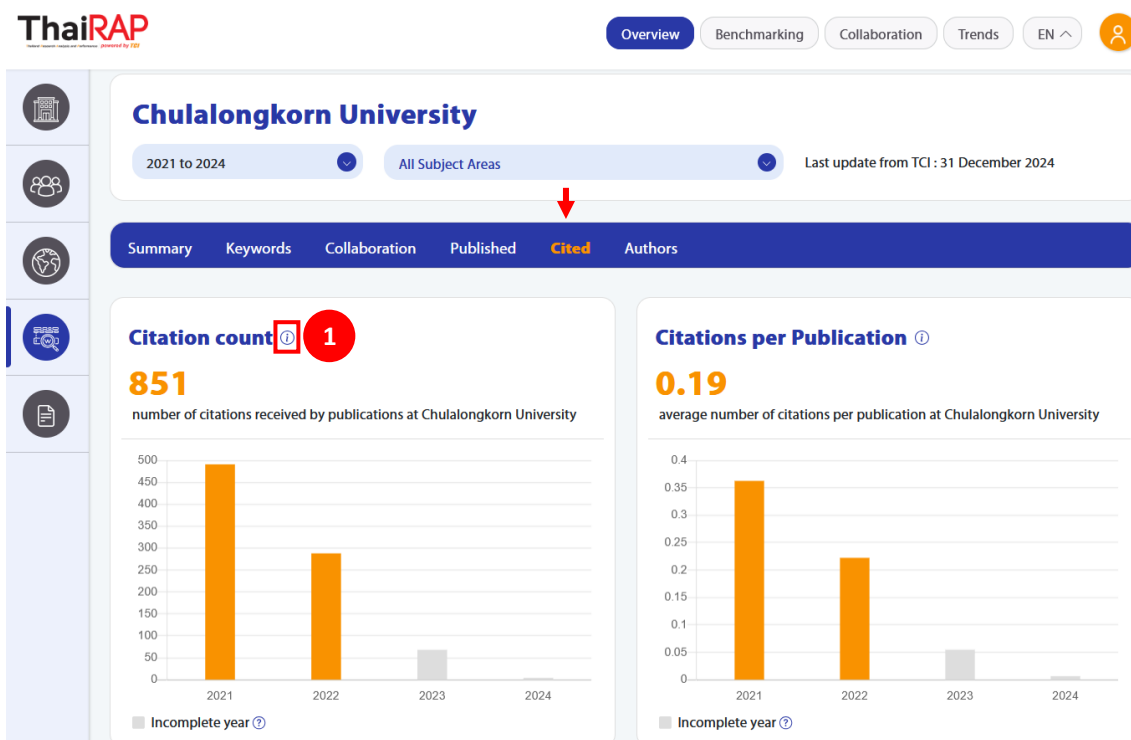 ThaiRAP
powered by TCI
Overview
Benchmarking
Collaboration
Trends
EN
Chulalongkorn University
2021 to 2024
All Subject Areas
Last update from TCI : 31 December 2024
Summary
Keywords
Collaboration
Published
Cited
Authors
Citation count
1
851
number of citations received by publications at Chulalongkorn University
500
450
400
350
300
250
200
150
100
50
0
2021
2022
2023
2024
Incomplete year
Citations per Publication
0.19
average number of citations per publication at Chulalongkorn University
0.4
0.35
0.3
0.25
0.2
0.15
0.1
0.05
0
2021
2022
2023
2024
Incomplete year